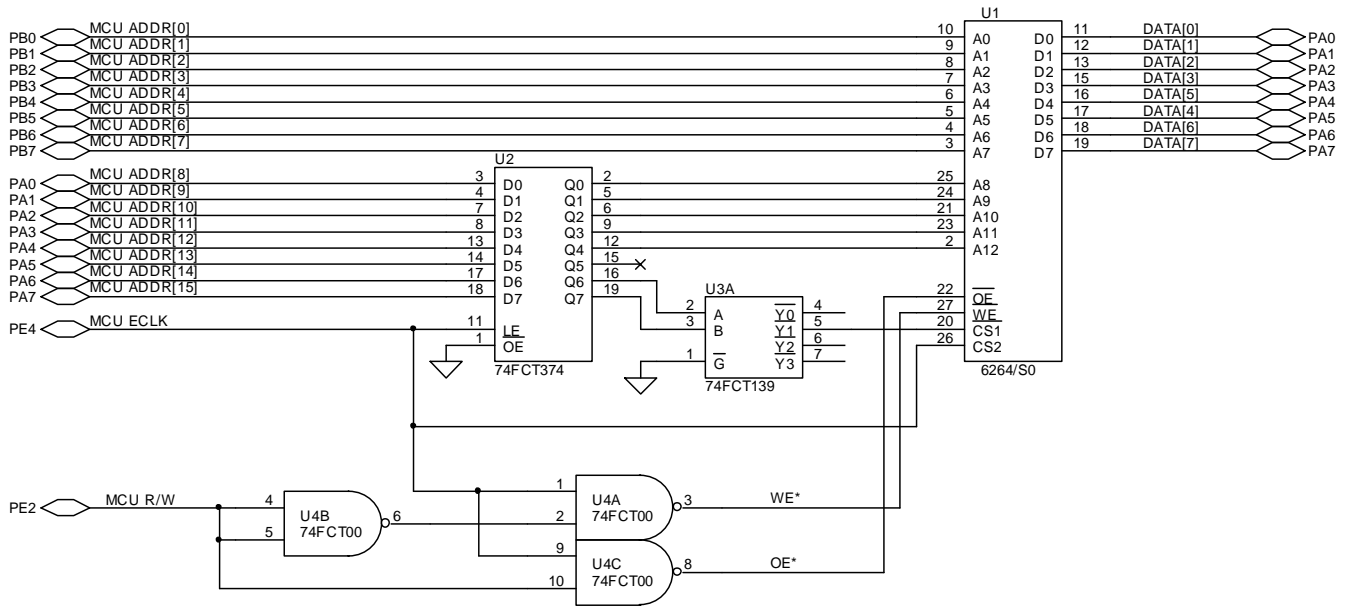 U1
PB0 MCU ADDR[0] 10 A0 D0 11 DATA[0] PA0
PB1 MCU ADDR[1] 9 A1 D1 12 DATA[1] PA1
PB2 MCU ADDR[2] 8 A2 D2 13 DATA[2] PA2
PB3 MCU ADDR[3] 7 A3 D3 15 DATA[3] PA3
PB4 MCU ADDR[4] 6 A4 D4 16 DATA[5] PA4
PB5 MCU ADDR[5] 5 A5 D5 17 DATA[4] PA5
PB6 MCU ADDR[6] 4 A6 D6 18 DATA[6] PA6
PB7 MCU ADDR[7] 3 A7 D7 19 DATA[7] PA7
U2
PA0 MCU ADDR[8] 3 D0 Q0 2 25 A8
PA1 MCU ADDR[9] 4 D1 Q1 5 24 A9
PA2 MCU ADDR[10] 7 D2 Q2 6 21 A10
PA3 MCU ADDR[11] 8 D3 Q3 9 23 A11
PA4 MCU ADDR[12] 13 D4 Q4 12 2 A12
PA5 MCU ADDR[13] 14 D5 Q5 15
PA6 MCU ADDR[14] 17 D6 Q6 16
PA7 MCU ADDR[15] 18 D7 Q7 19
U3A
22 OE
27 WE
20 CS1
26 CS2
2 A Y0 4
3 B Y1 5
Y2 6
1 G Y3 7
PE4 MCU ECLK 11 LE
1 OE
74FCT374
74FCT139
6264/S0
PE2 MCU R/W 4
5
U4B
74FCT00
6
1
2
U4A
74FCT00
3 WE*
9
10
U4C
74FCT00
8 OE*